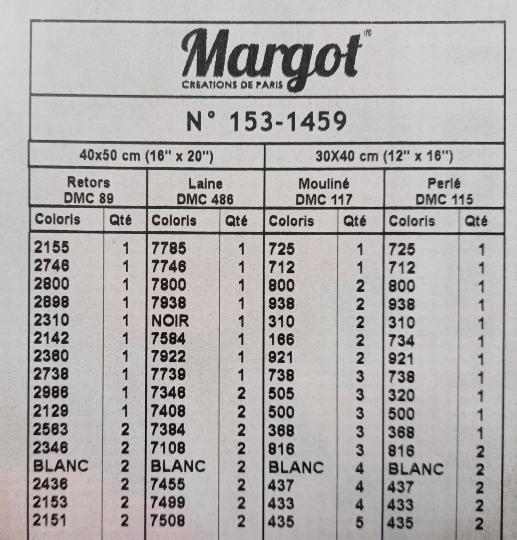 Margot®
CRÉATIONS DE PARIS
N° 153-1459
40x50 cm (16" x 20") 30X40 cm (12" x 16")
Retors Laine Mouliné Perlé
DMC 89 DMC 486 DMC 117 DMC 115
Coloris Qté Coloris Qté Coloris Qté Coloris Qté
2155 1 7785 1 725 1 725 1
2746 1 7746 1 712 1 712 1
2800 1 7800 1 800 2 800 1
2898 1 7938 1 938 2 938 1
2310 1 NOIR 1 310 2 310 1
2142 1 7584 1 166 2 734 1
2360 1 7922 1 921 2 921 1
2738 1 7739 1 738 3 738 1
2986 1 7346 2 505 3 320 1
2129 1 7408 2 500 3 500 1
2563 2 7384 2 368 3 368 1
2346 2 7108 2 816 3 816 2
BLANC 2 BLANC 2 BLANC 4 BLANC 2
2436 2 7455 2 437 4 437 2
2153 2 7499 2 433 4 433 2
2151 2 7508 2 435 5 435 2